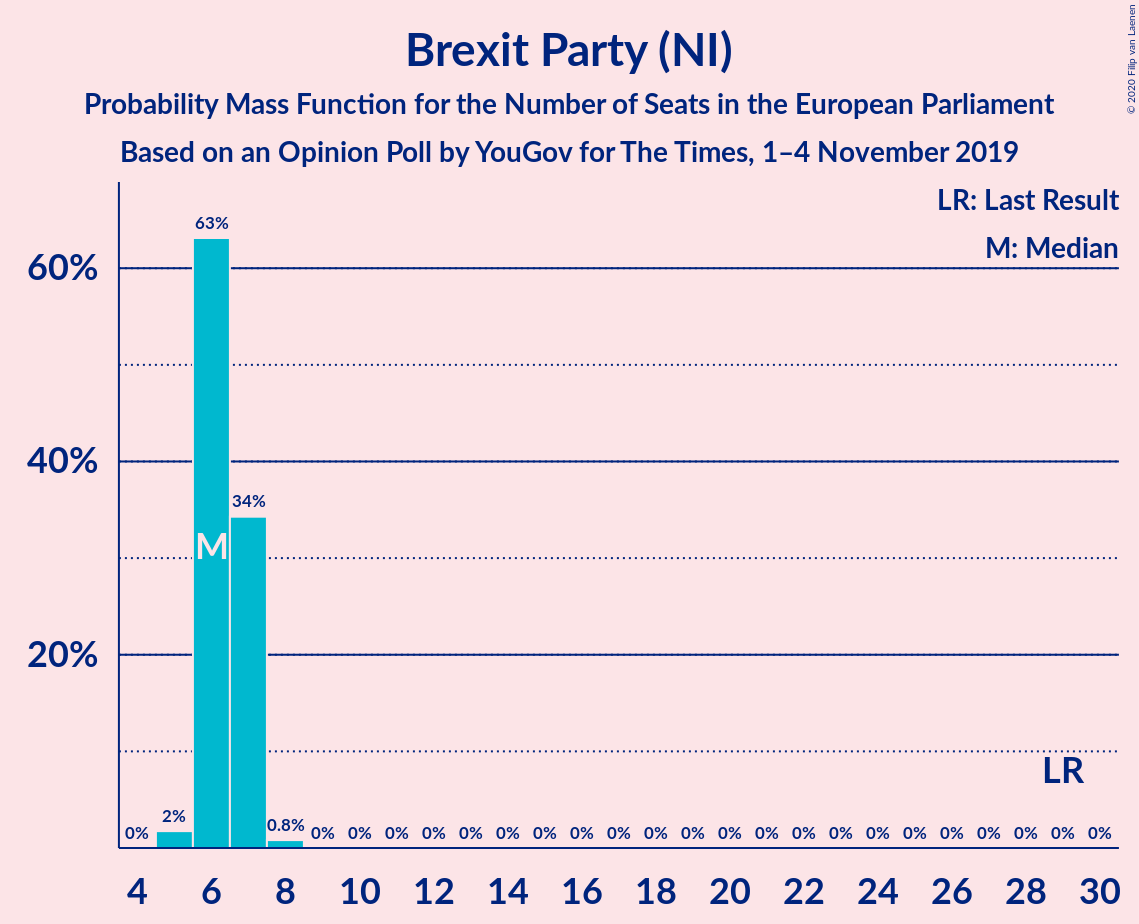 Brexit Party (NI)
Probability Mass Function for the Number of Seats in the European Parliament
Based on an Opinion Poll by YouGov for The Times, 1–4 November 2019
© 2020 Filip van Laenen
LR: Last Result
M: Median
60%
40%
20%
63%
34%
M
LR
0% 2% 0.8% 0% 0% 0% 0% 0% 0% 0% 0% 0% 0% 0% 0% 0% 0% 0% 0% 0% 0% 0% 0% 0% 0%
4 6 8 10 12 14 16 18 20 22 24 26 28 30